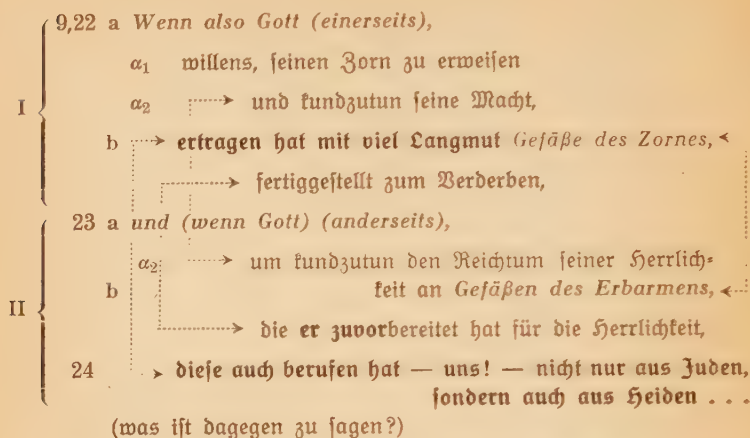 9,22 a Wenn also Gott (einerseits),
α1 willens, seinen Zorn zu erweisen
α2 und kundzutun seine Macht,
I
b ertragen hat mit viel Langmut Gefäße des Zornes,
fertiggestellt zum Verderben,
23 a und (wenn Gott) (anderseits),
α2 um kundzutun den Reichtum seiner Herrlich-
b keit an Gefäßen des Erbarmens,
II
die er zuvorbereitet hat für die Herrlichkeit,
24 diese auch berufen hat — uns! — nicht nur aus Juden,
sondern auch aus Heiden . . .
(was ist dagegen zu sagen?)